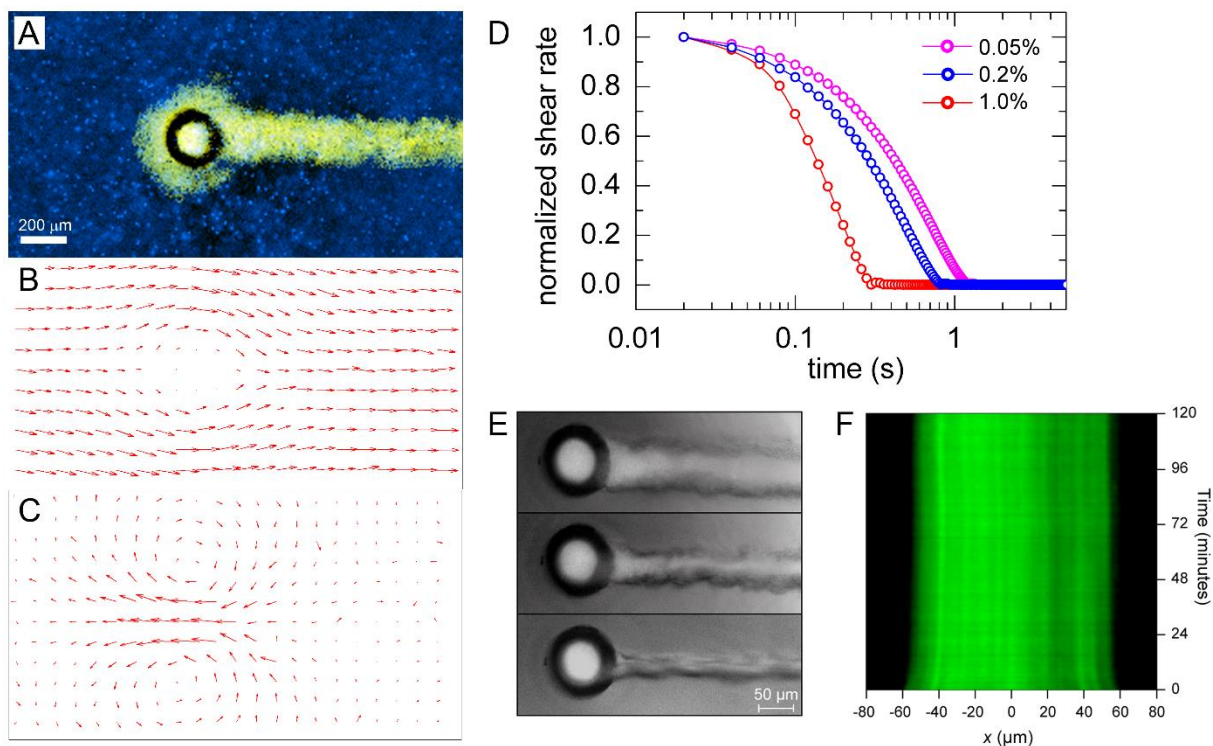 A
200 μm
B
C
D
normalized shear rate
1.0
0.8
0.6
0.4
0.2
0.0
0.01
0.1
1
time (s)
0.05%
0.2%
1.0%
E
50 μm
F
120
96
72
48
24
0
Time (minutes)
-80
-60
-40
-20
0
20
40
60
80
x (μm)